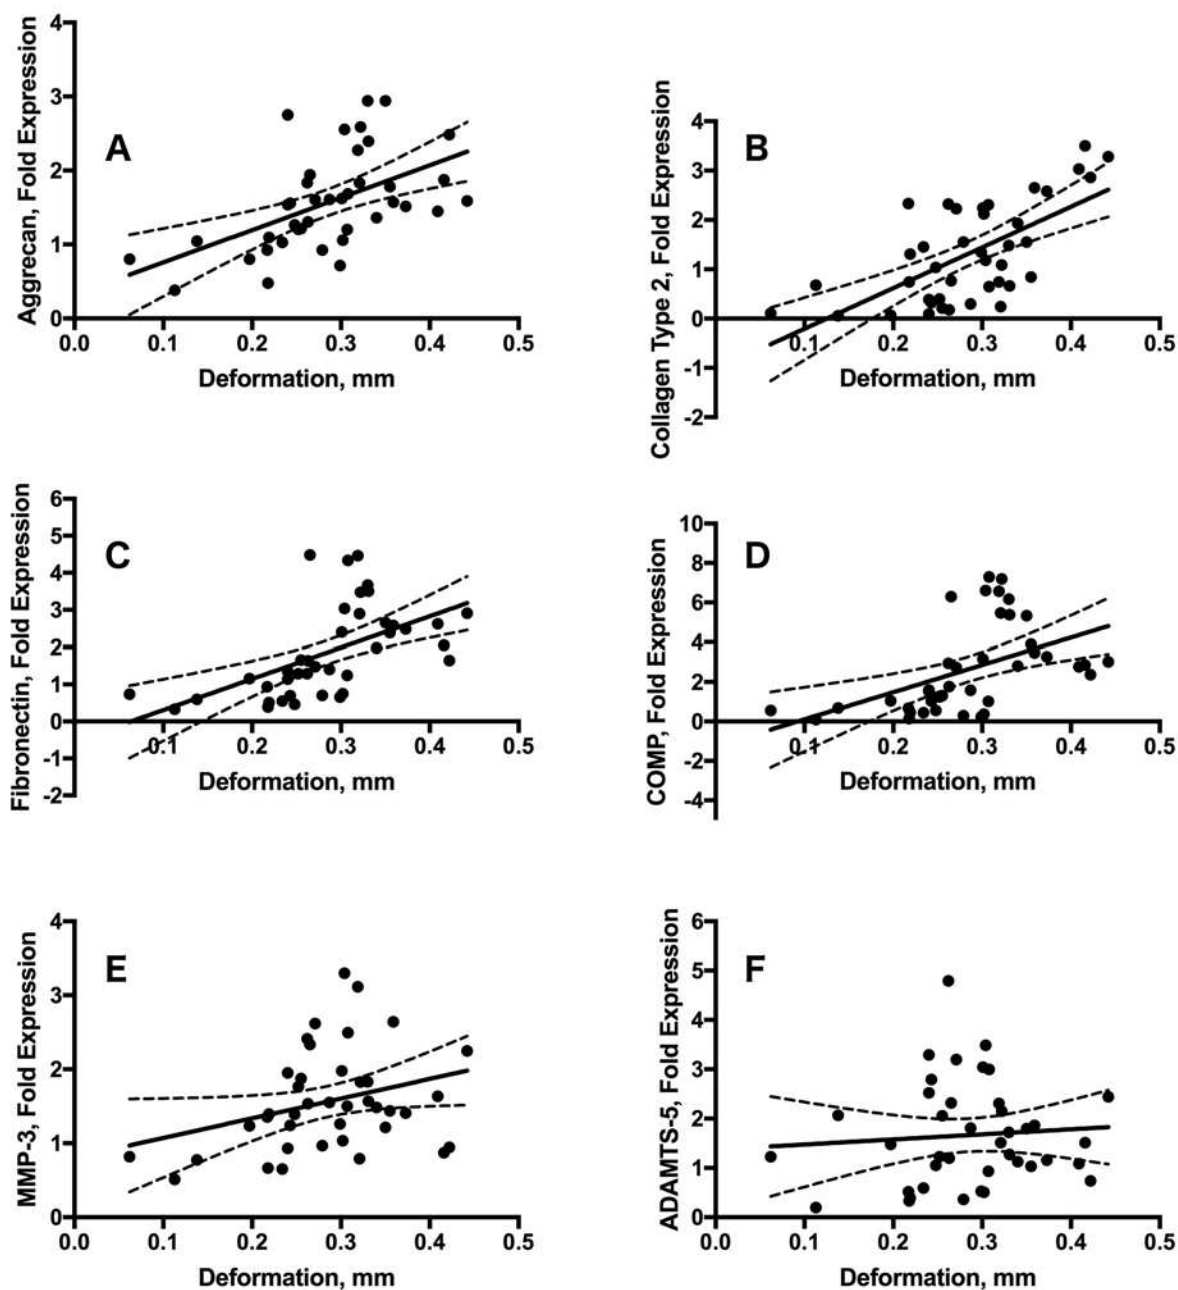 A
Aggrecan, Fold Expression
4
3
2
1
0
0.0 0.1 0.2 0.3 0.4 0.5
Deformation, mm
B
Collagen Type 2, Fold Expression
4
3
2
1
0
-1
-2
0.1 0.2 0.3 0.4 0.5
Deformation, mm
C
Fibronectin, Fold Expression
6
5
4
3
2
1
0
-1
-2
0.1 0.2 0.3 0.4 0.5
Deformation, mm
D
COMP, Fold Expression
10
8
6
4
2
0
-2
-4
0.1 0.2 0.3 0.4 0.5
Deformation, mm
E
MMP-3, Fold Expression
4
3
2
1
0
0.0 0.1 0.2 0.3 0.4 0.5
Deformation, mm
F
ADAMTS-5, Fold Expression
6
5
4
3
2
1
0
0.0 0.1 0.2 0.3 0.4 0.5
Deformation, mm